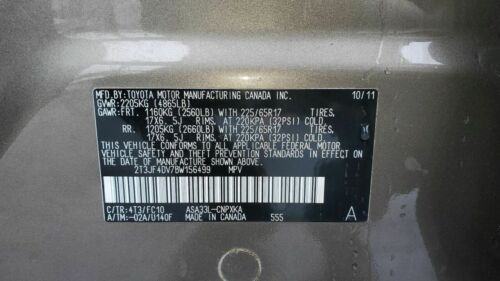 MFD.BY:TOYOTA MOTOR MANUFACTURING CANADA INC. 10/11
GVWR:2205KG (4865LB)
GAWR:FRT. 1160KG (2560LB) WITH 225/65R17 TIRES,
17X6.5J RIMS, AT 220KPA (32PSI) COLD.
RR. 1205KG (2660LB) WITH 225/65R17 TIRES,
17X6.5J RIMS, AT 220KPA (32PSI) COLD.
THIS VEHICLE CONFORMS TO ALL APPLICABLE FEDERAL MOTOR
VEHICLE SAFETY AND THEFT PREVENTION STANDARDS IN EFFECT
ON THE DATE OF MANUFACTURE SHOWN ABOVE.
2T3JF4DV7BW156499 MPV
C/TR:4T3/FC10 ASA33L-CNPXKA
A/TM:-02A/U140F MADE IN CANADA 555 A